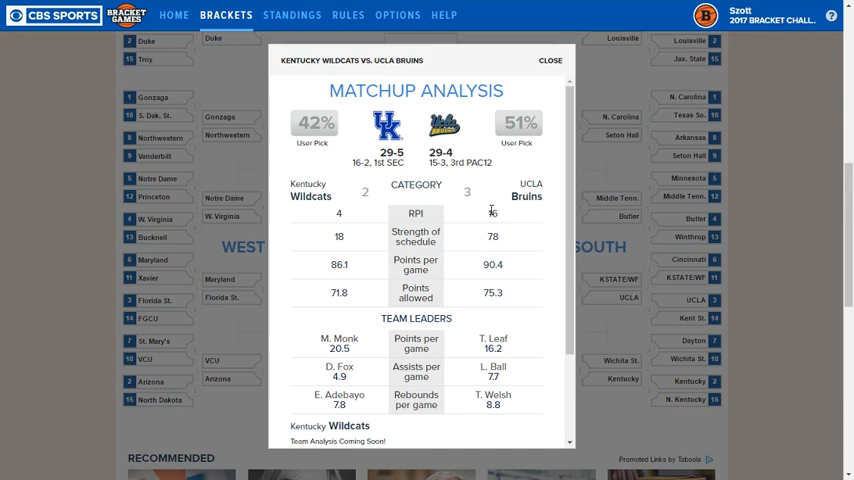 CBS SPORTS BRACKET GAMES HOME BRACKETS STANDINGS RULES OPTIONS HELP B Szott
2017 BRACKET CHALL.. ?
2 Duke Duke Louisville Louisville 2
15 Troy Jax. State 15
KENTUCKY WILDCATS VS. UCLA BRUINS CLOSE
MATCHUP ANALYSIS
1 Gonzaga N. Carolina 1
16 S. Dak. St. Gonzaga N. Carolina Texas So. 16
8 Northwestern Northwestern Seton Hall Arkansas 8
9 Vanderbilt Seton Hall 9
42% UK UCLA 51%
User Pick User Pick
29-5 29-4
16-2, 1st SEC 15-3, 3rd PAC12
5 Notre Dame Minnesota 5
12 Princeton Notre Dame Middle Tenn. Middle Tenn. 12
4 W. Virginia W. Virginia Butler Butler 4
13 Bucknell Winthrop 13
WEST SOUTH
Kentucky 2 CATEGORY 3 UCLA
Wildcats Bruins
4 RPI 16
18 Strength of schedule 78
86.1 Points per game 90.4
71.8 Points allowed 75.3
6 Maryland Cincinnati 6
11 Xavier Maryland KSTATE/WF KSTATE/WF 11
3 Florida St. Florida St. UCLA UCLA 3
14 FGCU Kent St. 14
TEAM LEADERS
M. Monk Points per T. Leaf
20.5 game 16.2
D. Fox Assists per L. Ball
4.9 game 7.7
E. Adebayo Rebounds T. Welsh
7.8 per game 8.8
7 St. Mary's Dayton 7
10 VCU VCU Wichita St. Wichita St. 10
2 Arizona Arizona Kentucky Kentucky 2
15 North Dakota N. Kentucky 15
Kentucky Wildcats
Team Analysis Coming Soon!
RECOMMENDED Promoted Links by Taboola